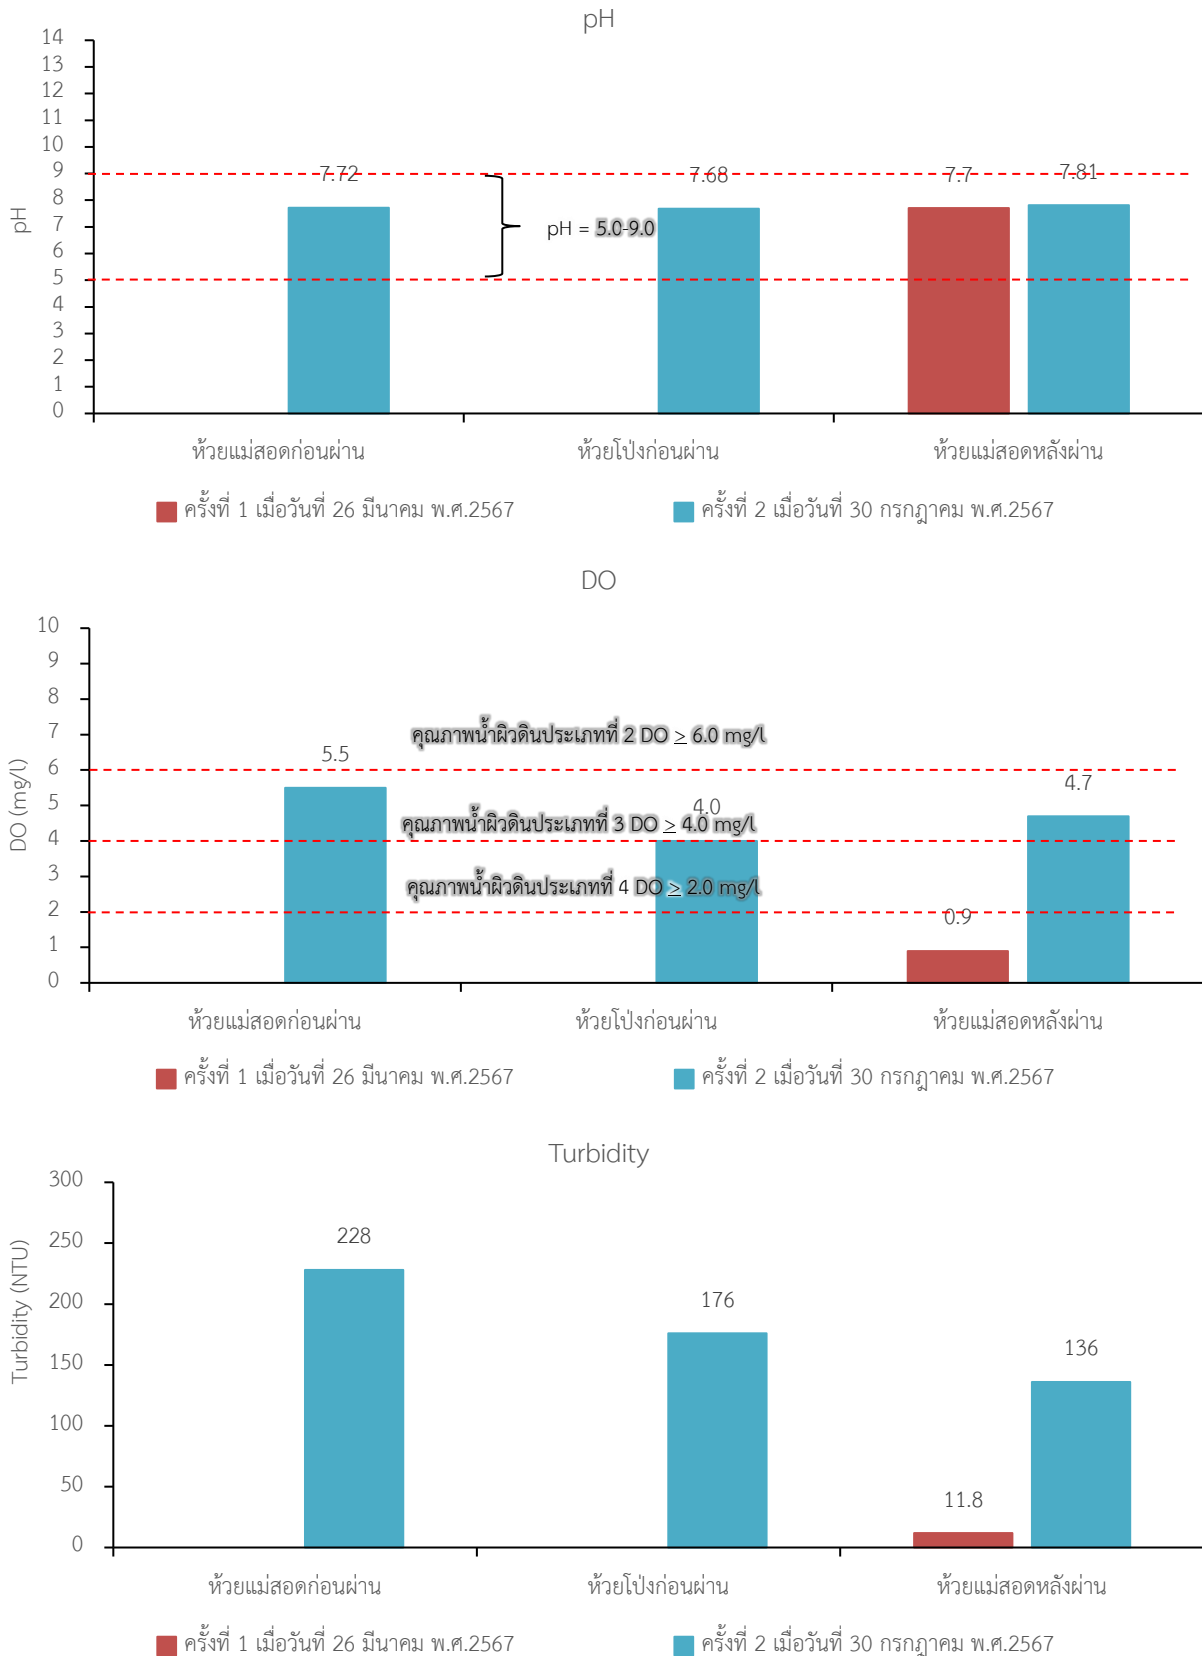 pH
14
13
12
11
10
9
8
7
6
5
4
3
2
1
0
pH
7.72
7.68
7.7
7.81
pH = 5.0-9.0
ห้วยแม่สอดก่อนผ่าน
ห้วยโป่งก่อนผ่าน
ห้วยแม่สอดหลังผ่าน
ครั้งที่ 1 เมื่อวันที่ 26 มีนาคม พ.ศ.2567
ครั้งที่ 2 เมื่อวันที่ 30 กรกฎาคม พ.ศ.2567
DO
10
9
8
7
6
5
4
3
2
1
0
DO (mg/l)
คุณภาพน้ำผิวดินประเภทที่ 2 DO ≥ 6.0 mg/l
5.5
4.7
4.0
คุณภาพน้ำผิวดินประเภทที่ 3 DO ≥ 4.0 mg/l
คุณภาพน้ำผิวดินประเภทที่ 4 DO ≥ 2.0 mg/l
0.9
ห้วยแม่สอดก่อนผ่าน
ห้วยโป่งก่อนผ่าน
ห้วยแม่สอดหลังผ่าน
ครั้งที่ 1 เมื่อวันที่ 26 มีนาคม พ.ศ.2567
ครั้งที่ 2 เมื่อวันที่ 30 กรกฎาคม พ.ศ.2567
Turbidity
300
250
200
150
100
50
0
Turbidity (NTU)
228
176
136
11.8
ห้วยแม่สอดก่อนผ่าน
ห้วยโป่งก่อนผ่าน
ห้วยแม่สอดหลังผ่าน
ครั้งที่ 1 เมื่อวันที่ 26 มีนาคม พ.ศ.2567
ครั้งที่ 2 เมื่อวันที่ 30 กรกฎาคม พ.ศ.2567